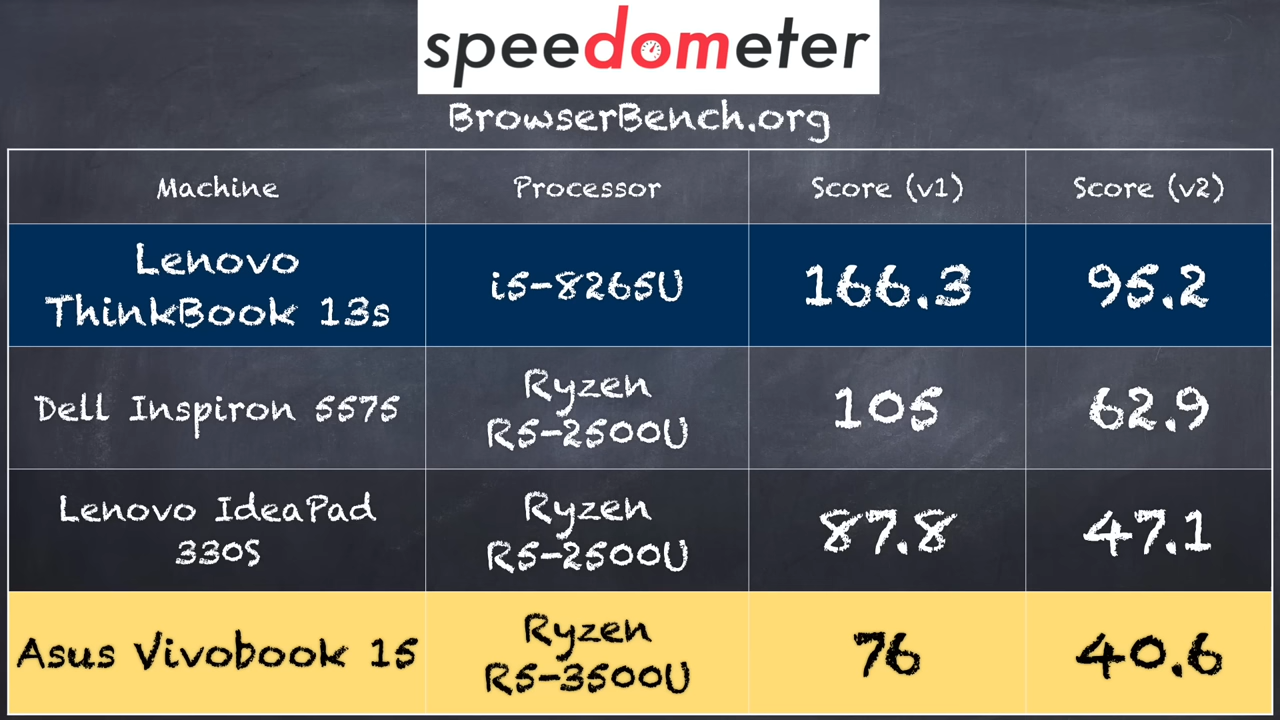 speedometer
BrowserBench.org
Machine Processor Score (v1) Score (v2)
Lenovo
ThinkBook 13s
i5-8265U
166.3
95.2
Dell Inspiron 5575
Ryzen
R5-2500U
105
62.9
Lenovo IdeaPad
330S
Ryzen
R5-2500U
87.8
47.1
Asus Vivobook 15
Ryzen
R5-3500U
76
40.6